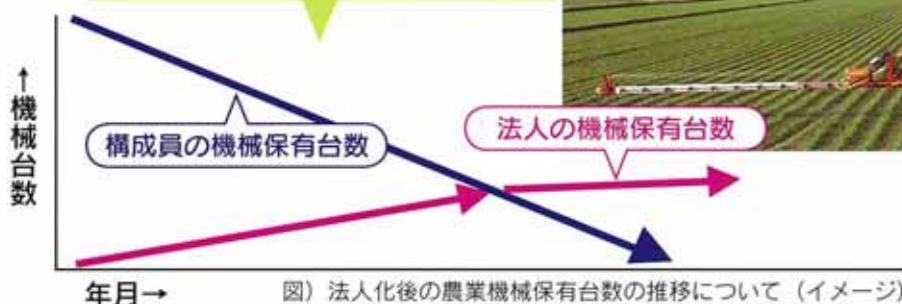 ↑機械台数
構成員の機械保有台数
法人の機械保有台数
年月→
図）法人化後の農業機械保有台数の推移について（イメージ）